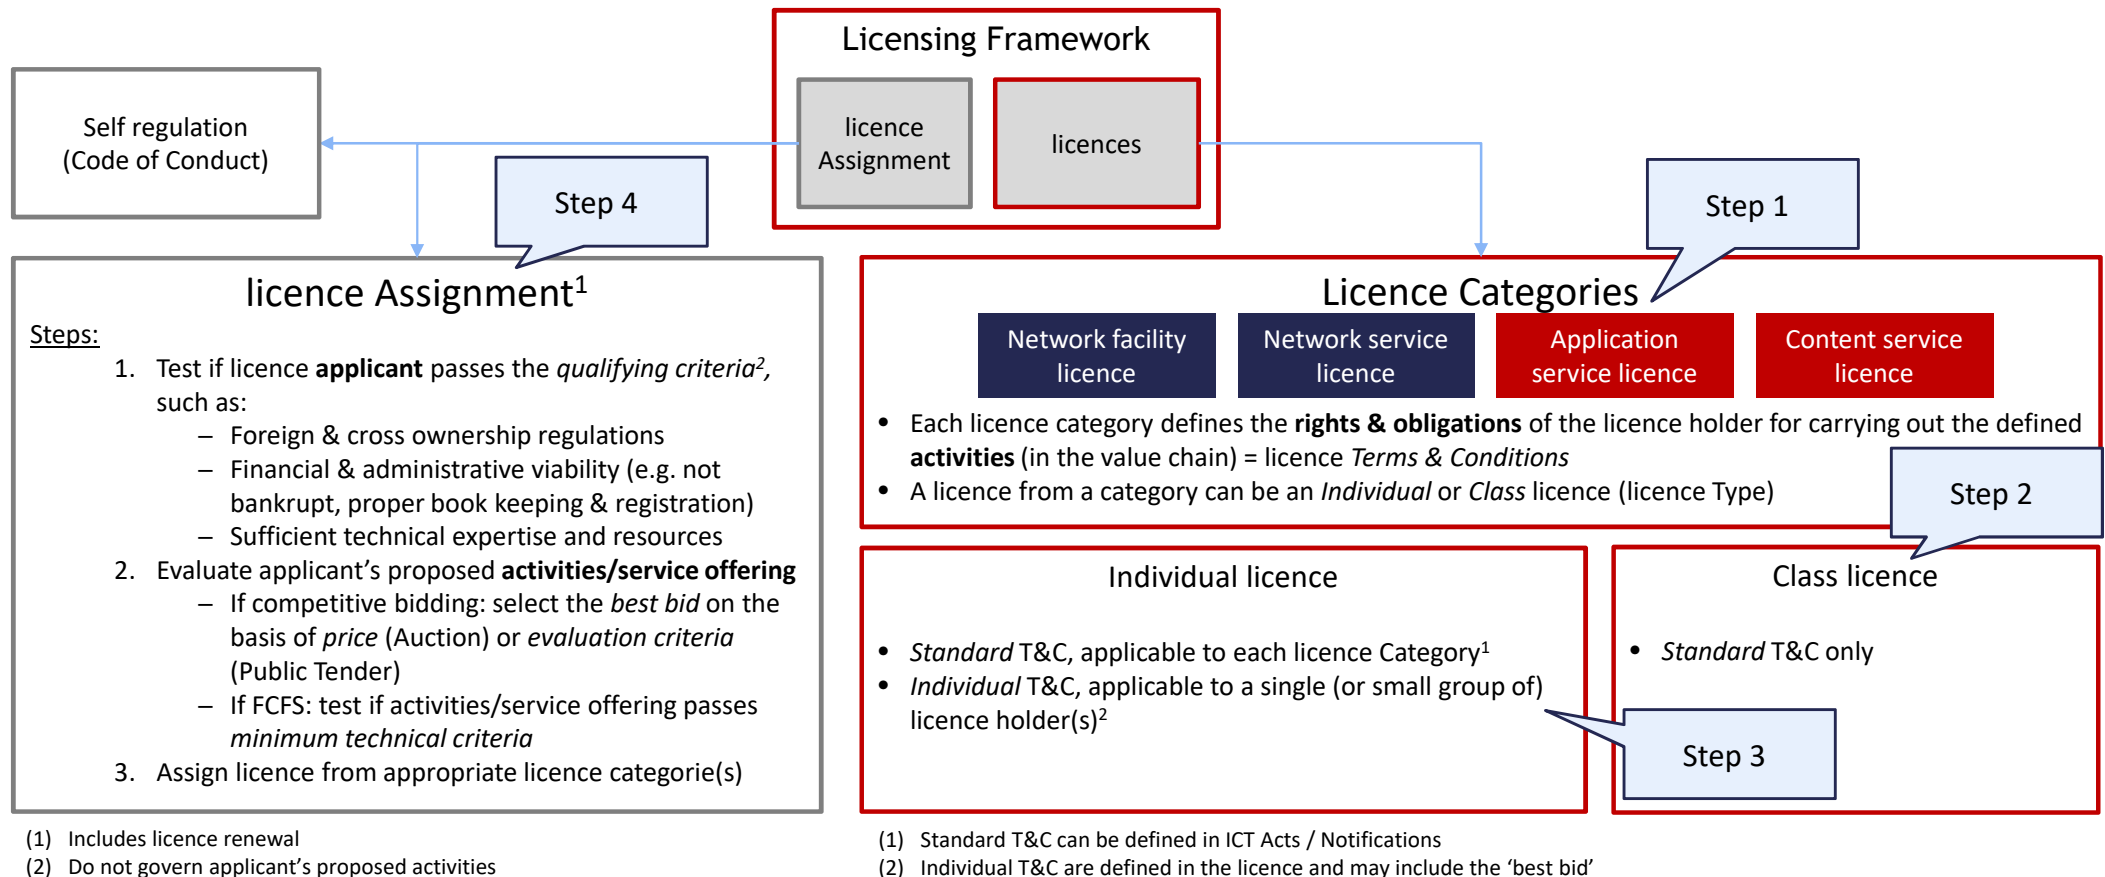 Licensing Framework
licence
Assignment
licences
Self regulation
(Code of Conduct)
Step 4
Step 1
licence Assignment1
Steps:
1. Test if licence applicant passes the qualifying criteria2,
such as:
– Foreign & cross ownership regulations
– Financial & administrative viability (e.g. not
bankrupt, proper book keeping & registration)
– Sufficient technical expertise and resources
2. Evaluate applicant’s proposed activities/service offering
– If competitive bidding: select the best bid on the
basis of price (Auction) or evaluation criteria
(Public Tender)
– If FCFS: test if activities/service offering passes
minimum technical criteria
3. Assign licence from appropriate licence categorie(s)
(1) Includes licence renewal
(2) Do not govern applicant’s proposed activities
Licence Categories
Network facility
licence
Network service
licence
Application
service licence
Content service
licence
• Each licence category defines the rights & obligations of the licence holder for carrying out the defined
activities (in the value chain) = licence Terms & Conditions
• A licence from a category can be an Individual or Class licence (licence Type)
Step 2
Individual licence
• Standard T&C, applicable to each licence Category1
• Individual T&C, applicable to a single (or small group of)
licence holder(s)2
Class licence
• Standard T&C only
Step 3
(1) Standard T&C can be defined in ICT Acts / Notifications
(2) Individual T&C are defined in the licence and may include the ‘best bid’